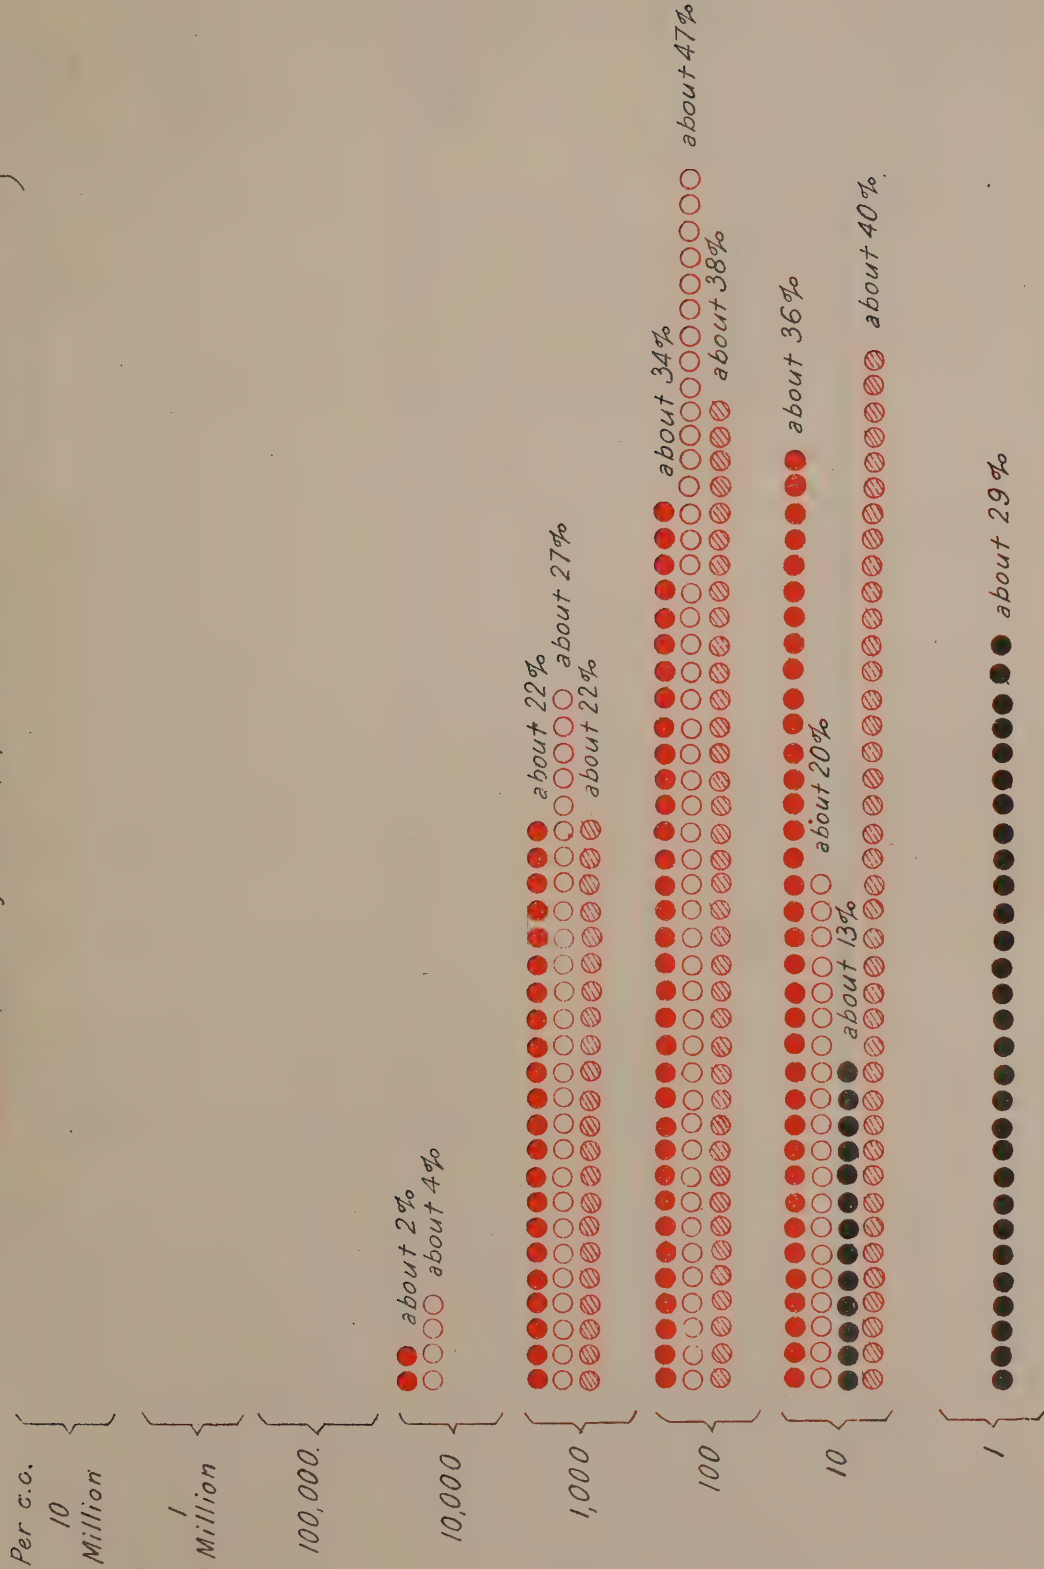 Per c.c.
10
Million
1
Million
100,000.
10,000
about 2%
about 4%
1,000
about 22%
about 27%
about 22%
100
about 34%
about 47%
about 38%
10
about 36%
about 20%
about 13%
about 40%.
1
about 29%